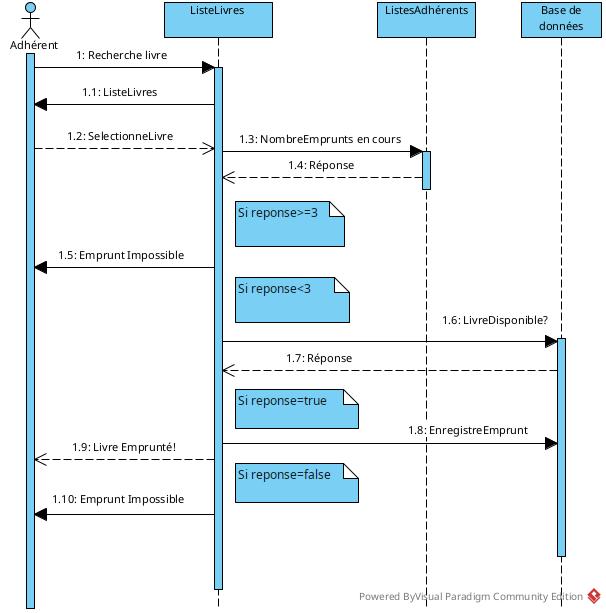 ListeLivres
ListesAdhérents
Base de
données
Adhérent
1: Recherche livre
1.1: ListeLivres
1.2: SelectionneLivre
1.3: NombreEmprunts en cours
1.4: Réponse
Si reponse>=3
1.5: Emprunt Impossible
Si reponse<3
1.6: LivreDisponible?
1.7: Réponse
Si reponse=true
1.8: EnregistreEmprunt
1.9: Livre Emprunté!
Si reponse=false
1.10: Emprunt Impossible
Powered ByVisual Paradigm Community Edition